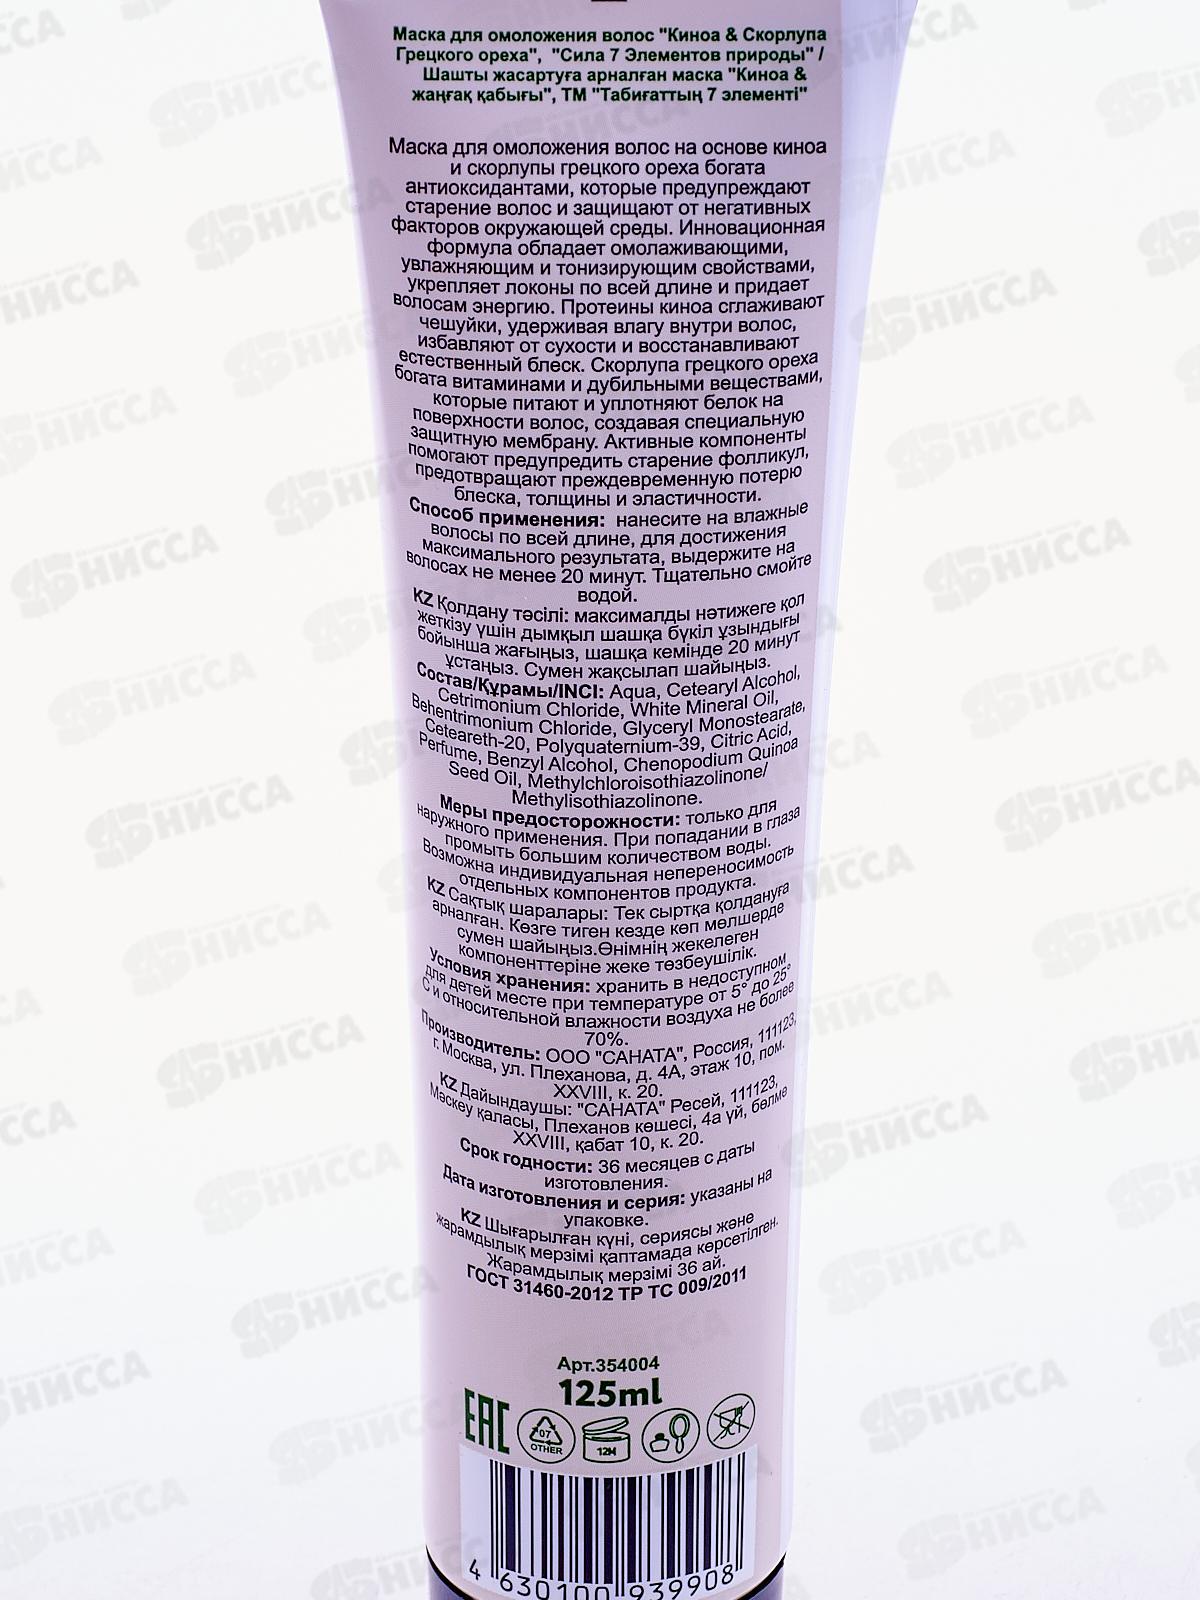 Маска для омоложения волос "Киноа & Скорлупа
Грецкого ореха", "Сила 7 Элементов природы" /
Шашты жасартуға арналған маска "Киноа &
жаңғақ қабығы", ТМ "Табиғаттың 7 элементі"
Маска для омоложения волос на основе киноа
и скорлупы грецкого ореха богата
антиоксидантами, которые предупреждают
старение волос и защищают от негативных
факторов окружающей среды. Инновационная
формула обладает омолаживающими,
увлажняющим и тонизирующим свойствами,
укрепляет локоны по всей длине и придает
волосам энергию. Протеины киноа сглаживают
чешуйки, удерживая влагу внутри волос,
избавляют от сухости и восстанавливают
естественный блеск. Скорлупа грецкого ореха
богата витаминами и дубильными веществами,
которые питают и уплотняют белок на
поверхности волос, создавая специальную
защитную мембрану. Активные компоненты
помогают предупредить старение фолликул,
предотвращают преждевременную потерю
блеска, толщины и эластичности.
Способ применения: нанесите на влажные
волосы по всей длине, для достижения
максимального результата, выдержите на
волосах не менее 20 минут. Тщательно смойте
водой.
KZ Қолдану тәсілі: максималды нәтижеге қол
жеткізу үшін дымқыл шашқа бүкіл ұзындығы
бойынша жағыңыз, шашқа кемінде 20 минут
ұстаңыз. Сумен жақсылап шайыңыз.
Состав/Құрамы/INCI: Aqua, Cetearyl Alcohol,
Cetrimonium Chloride, White Mineral Oil,
Behentrimonium Chloride, Glyceryl Monostearate,
Ceteareth-20, Polyquaternium-39, Citric Acid,
Perfume, Benzyl Alcohol, Chenopodium Quinoa
Seed Oil, Methylchloroisothiazolinone/
Methylisothiazolinone.
Меры предосторожности: только для
наружного применения. При попадании в глаза
промыть большим количеством воды.
Возможна индивидуальная непереносимость
отдельных компонентов продукта.
KZ Сақтық шаралары: Тек сыртқа қолдануға
арналған. Көзге тиген кезде көп мөлшерде
сумен шайыңыз.Өнімнің жекелеген
компоненттеріне жеке төзбеушілік.
Условия хранения: хранить в недоступном
для детей месте при температуре от 5° до 25°
С и относительной влажности воздуха не более
70%.
Производитель: ООО "САНАТА", Россия, 111123,
г. Москва, ул. Плеханова, д. 4А, этаж 10, пом.
XXVIII, к. 20.
KZ Дайындаушы: "САНАТА" Ресей, 111123,
Мәскеу қаласы, Плеханов көшесі, 4а үй, бөлме
XXVIII, қабат 10, к. 20.
Срок годности: 36 месяцев с даты
изготовления.
Дата изготовления и серия: указаны на
упаковке.
KZ Шығарылған күні, сериясы және
жарамдылық мерзімі қаптамада көрсетілген.
Жарамдылық мерзімі 36 ай.
ГОСТ 31460-2012 ТР ТС 009/2011
Арт.354004
125ml
EAC
07
OTHER
12M
4 630100 939908